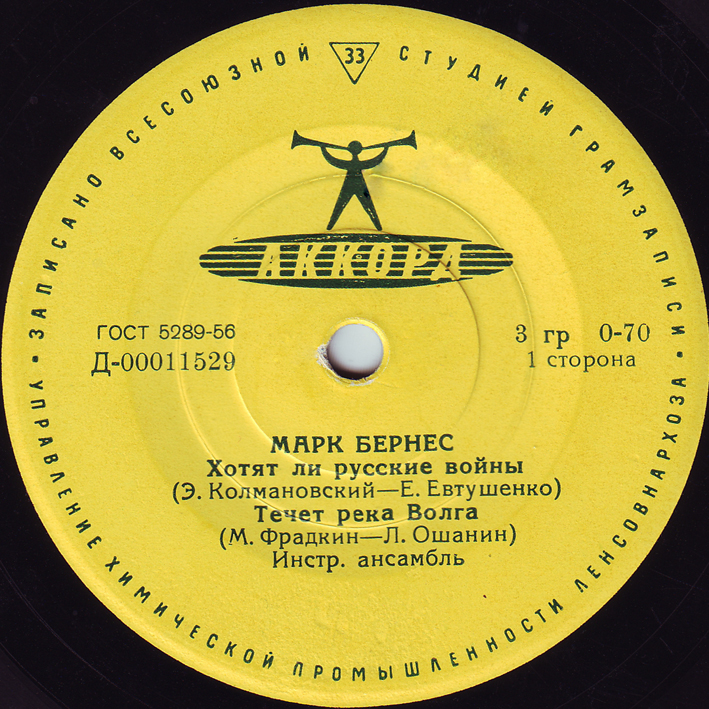 ЗАПИСАНО ВСЕСОЮЗНОЙ 33 СТУДИЕЙ ГРАМЗАПИСИ
АККОРД
ГОСТ 5289-56
Д-00011529
3 гр 0-70
1 сторона
МАРК БЕРНЕС
Хотят ли русские войны
(Э. Колмановский—Е. Евтушенко)
Течет река Волга
(М. Фрадкин—Л. Ошанин)
Инстр. ансамбль
УПРАВЛЕНИЕ ХИМИЧЕСКОЙ ПРОМЫШЛЕННОСТИ ЛЕНСОВНАРХОЗА